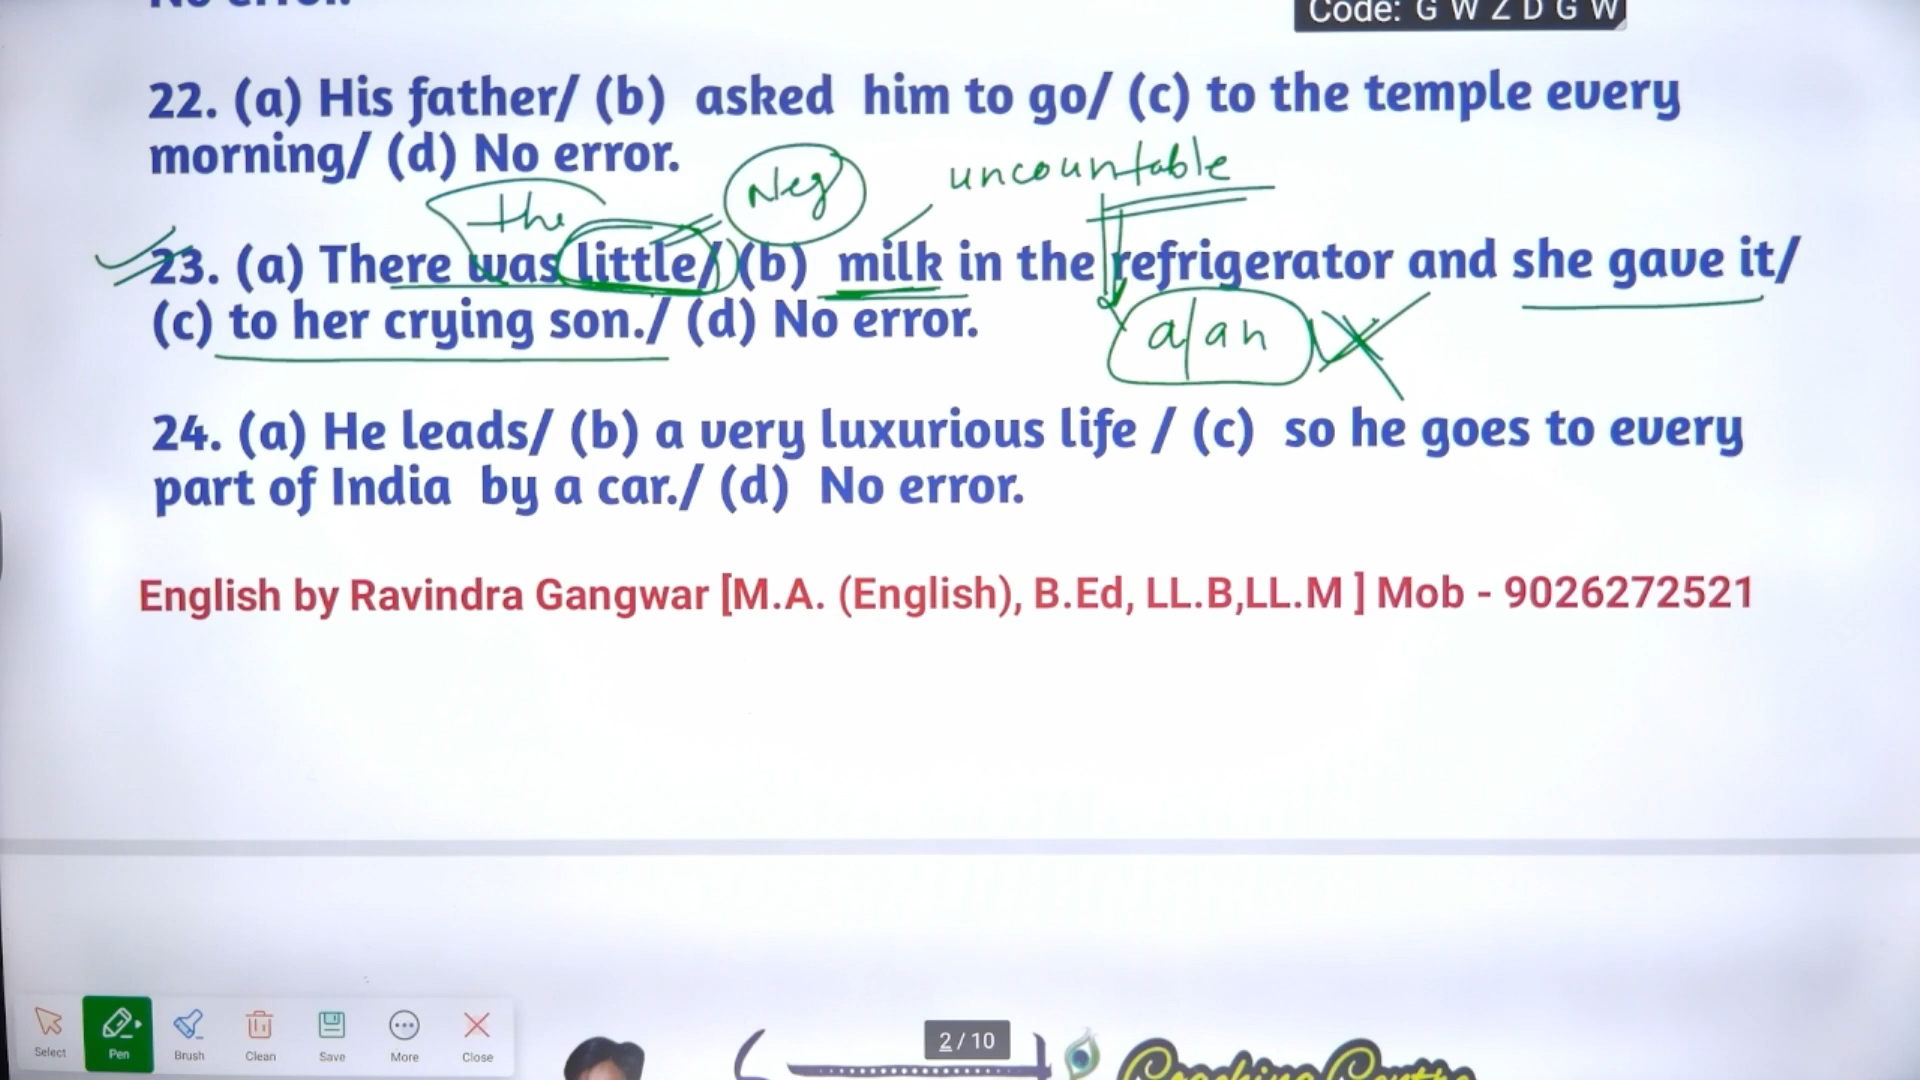 Code: G W Z D G W
22. (a) His father/ (b) asked him to go/ (c) to the temple every
morning/ (d) No error.
Neg
uncountable
the
23. (a) There was little/ (b) milk in the refrigerator and she gave it/
(c) to her crying son./ (d) No error.
a/an
24. (a) He leads/ (b) a very luxurious life / (c) so he goes to every
part of India by a car./ (d) No error.
English by Ravindra Gangwar [M.A. (English), B.Ed, LL.B,LL.M ] Mob - 9026272521
Select Pen Brush Clean Save More Close
2 / 10
Coaching Centre